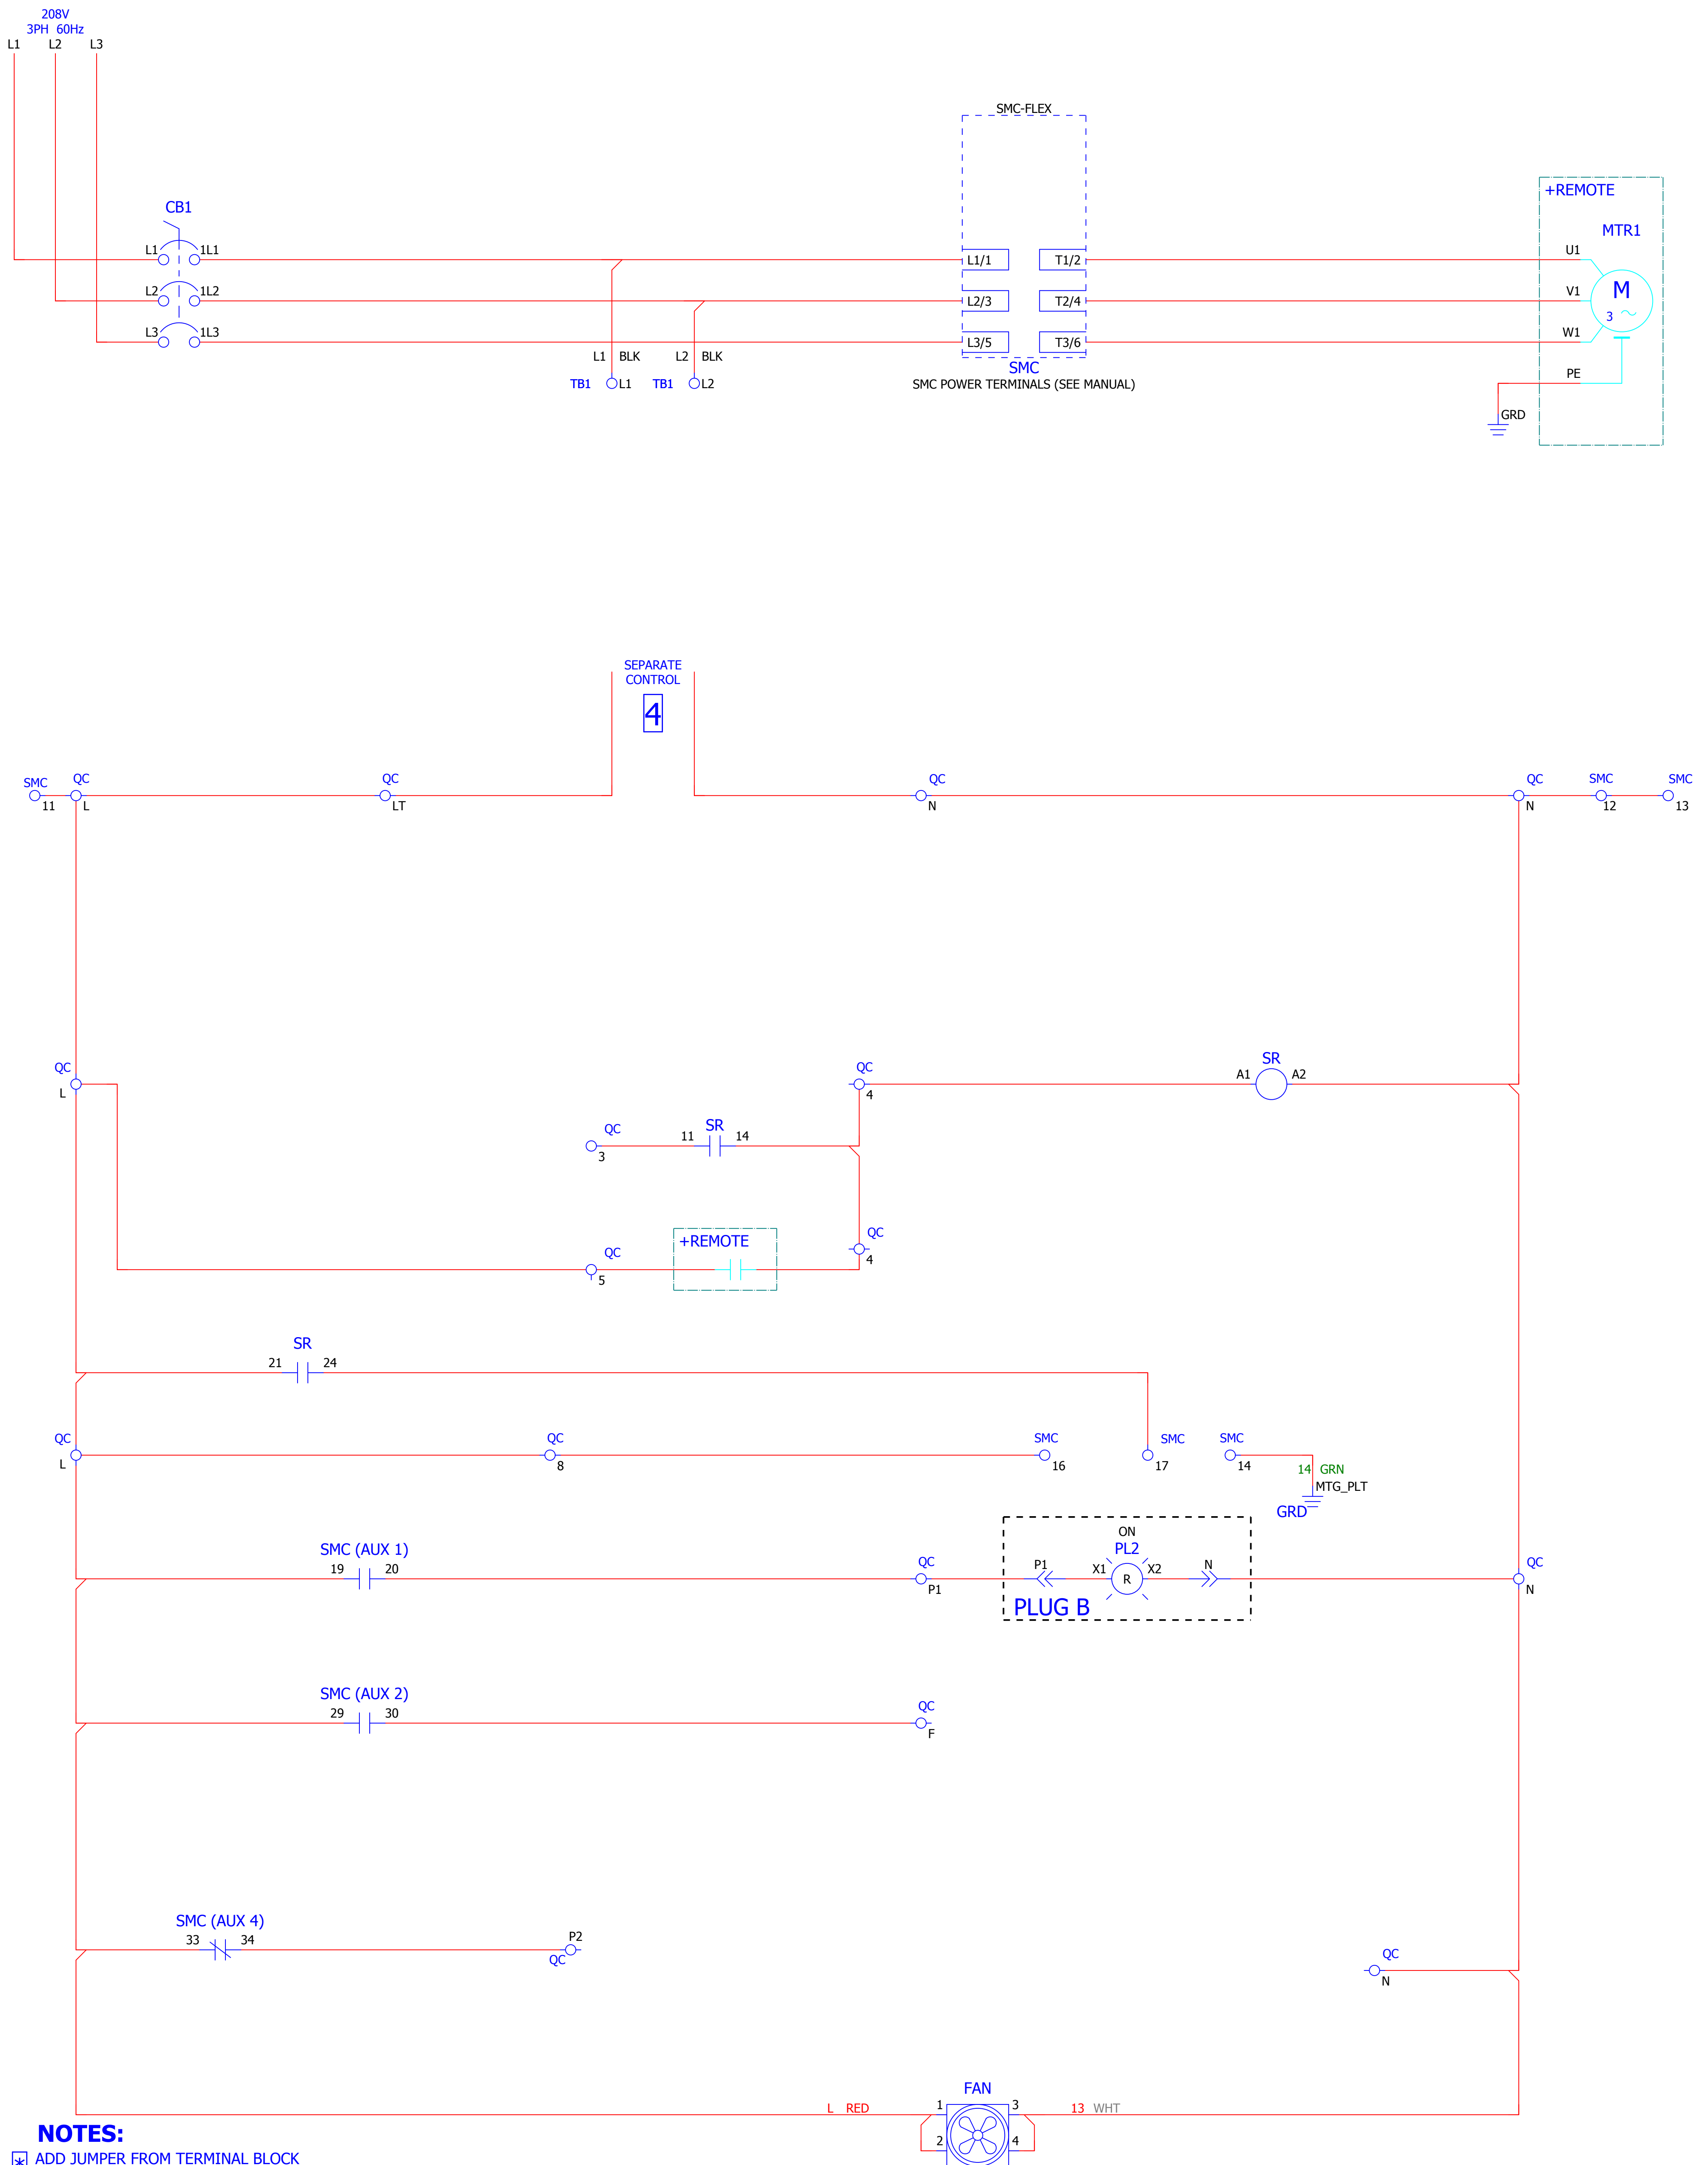 208V
3PH 60Hz
L1 L2 L3
SMC-FLEX
+REMOTE
CB1
MTR1
L1 1L1 L1/1 T1/2 U1
L2 1L2 L2/3 T2/4 V1 M
3
L3 1L3 L3/5 T3/6 W1
L1 BLK L2 BLK
SMC
PE
TB1 L1 TB1 L2 SMC POWER TERMINALS (SEE MANUAL)
GRD
SEPARATE
CONTROL
4
SMC QC QC QC QC SMC SMC
11 L LT N N 12 13
QC QC SR
L 4 A1 A2
QC SR
3 11 14
QC +REMOTE QC
5 4
SR
21 24
QC QC SMC SMC SMC
L 8 16 17 14
14 GRN
MTG_PLT
GRD
ON
SMC (AUX 1) PL2
19 20 QC P1 X1 R X2 N QC
P1 N
PLUG B
SMC (AUX 2)
29 30 QC
F
SMC (AUX 4)
33 34 P2
QC QC
N
FAN
L RED 1 3 13 WHT
2 4
NOTES:
* ADD JUMPER FROM TERMINAL BLOCK